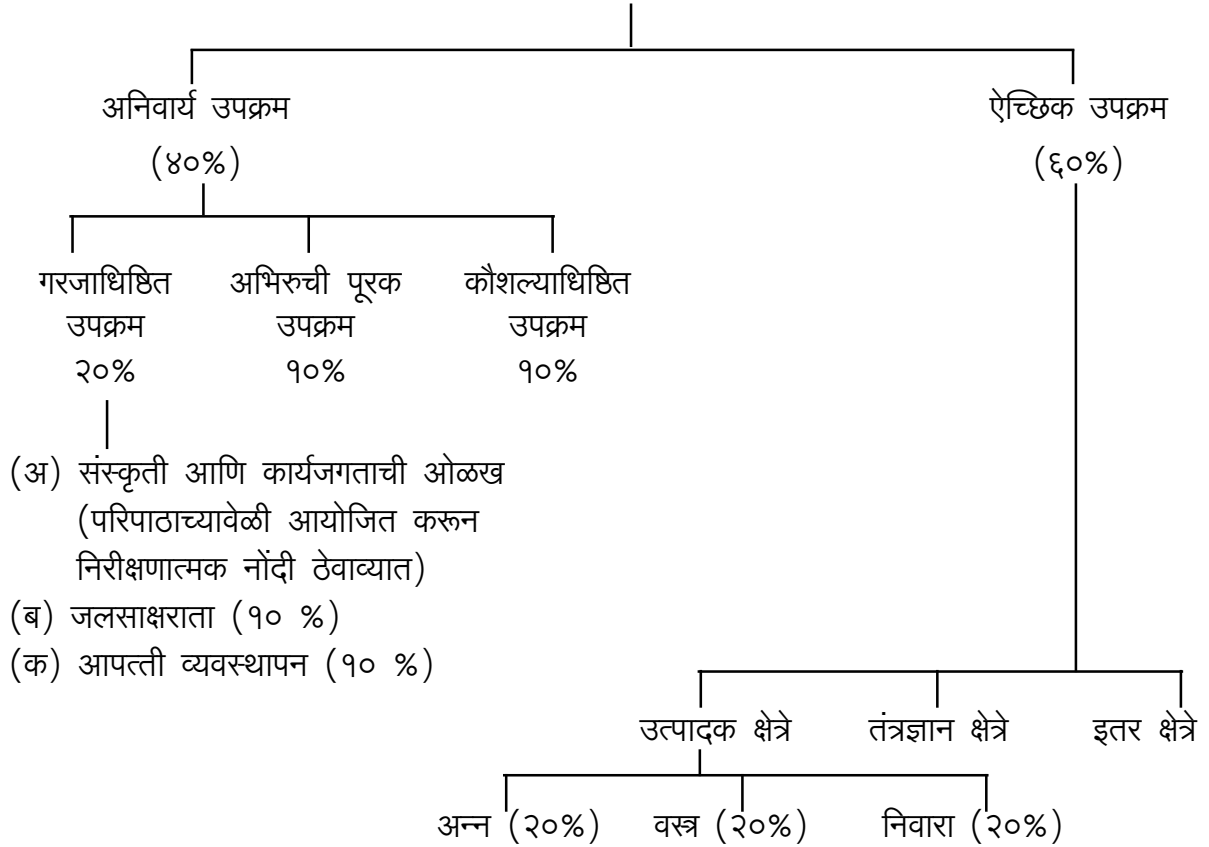 अनिवार्य उपक्रम
ऐच्छिक उपक्रम
(४०%)
(६०%)
गरजाधिष्ठित
उपक्रम
२०%
अभिरुची पूरक
उपक्रम
१०%
कौशल्याधिष्ठित
उपक्रम
१०%
(अ) संस्कृती आणि कार्यजगताची ओळख
(परिपाठाच्यावेळी आयोजित करून
निरीक्षणात्मक नोंदी ठेवाव्यात)
(ब) जलसाक्षराता (१० %)
(क) आपत्ती व्यवस्थापन (१० %)
उत्पादक क्षेत्रे
तंत्रज्ञान क्षेत्रे
इतर क्षेत्रे
अन्न (२०%)
वस्त्र (२०%)
निवारा (२०%)